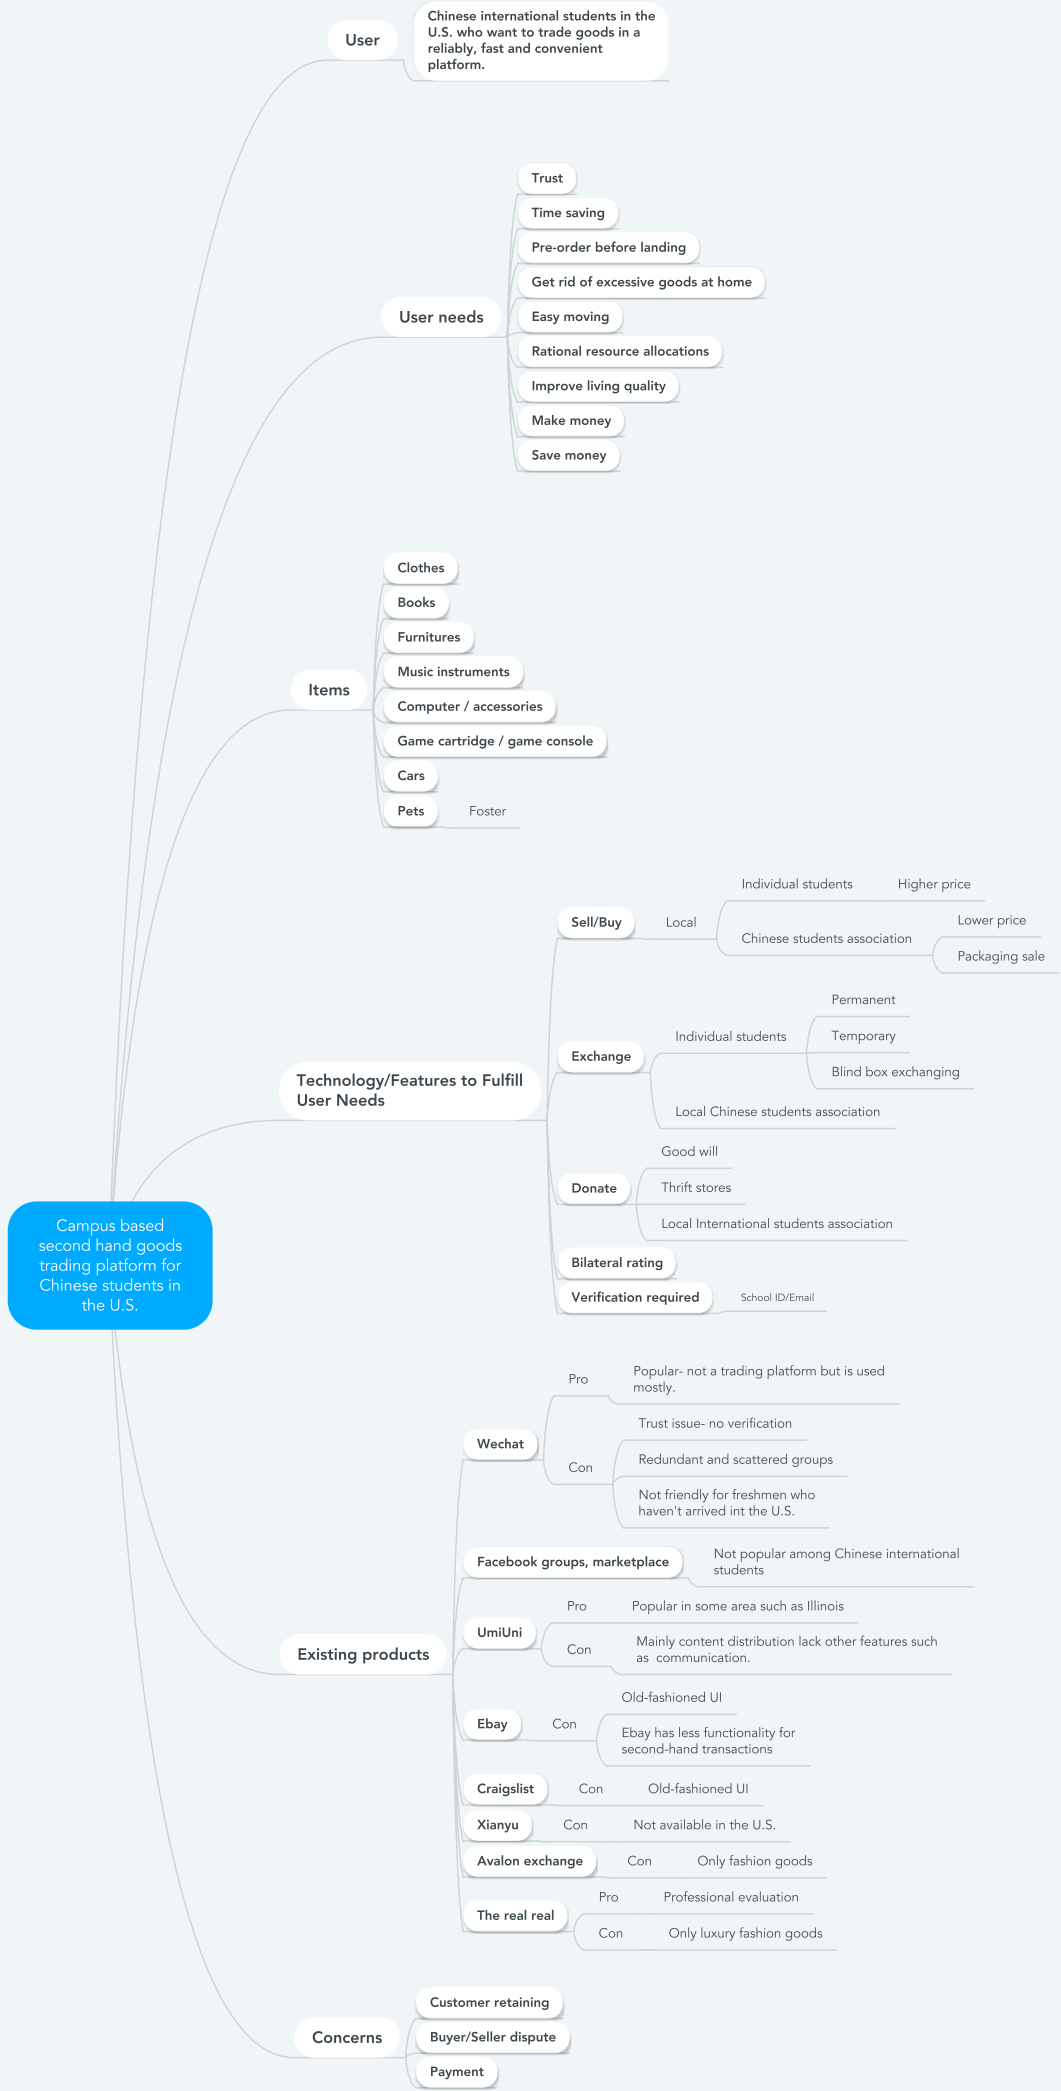 User
Chinese international students in the
U.S. who want to trade goods in a
reliably, fast and convenient
platform.
User needs
Trust
Time saving
Pre-order before landing
Get rid of excessive goods at home
Easy moving
Rational resource allocations
Improve living quality
Make money
Save money
Items
Clothes
Books
Furnitures
Music instruments
Computer / accessories
Game cartridge / game console
Cars
Pets
Foster
Technology/Features to Fulfill
User Needs
Sell/Buy
Local
Individual students
Higher price
Chinese students association
Lower price
Packaging sale
Exchange
Individual students
Permanent
Temporary
Blind box exchanging
Local Chinese students association
Donate
Good will
Thrift stores
Local International students association
Bilateral rating
Verification required
School ID/Email
Campus based
second hand goods
trading platform for
Chinese students in
the U.S.
Existing products
Wechat
Pro
Popular- not a trading platform but is used
mostly.
Con
Trust issue- no verification
Redundant and scattered groups
Not friendly for freshmen who
haven't arrived int the U.S.
Facebook groups, marketplace
Not popular among Chinese international
students
UmiUni
Pro
Popular in some area such as Illinois
Con
Mainly content distribution lack other features such
as  communication.
Ebay
Con
Old-fashioned UI
Ebay has less functionality for
second-hand transactions
Craigslist
Con
Old-fashioned UI
Xianyu
Con
Not available in the U.S.
Avalon exchange
Con
Only fashion goods
The real real
Pro
Professional evaluation
Con
Only luxury fashion goods
Concerns
Customer retaining
Buyer/Seller dispute
Payment